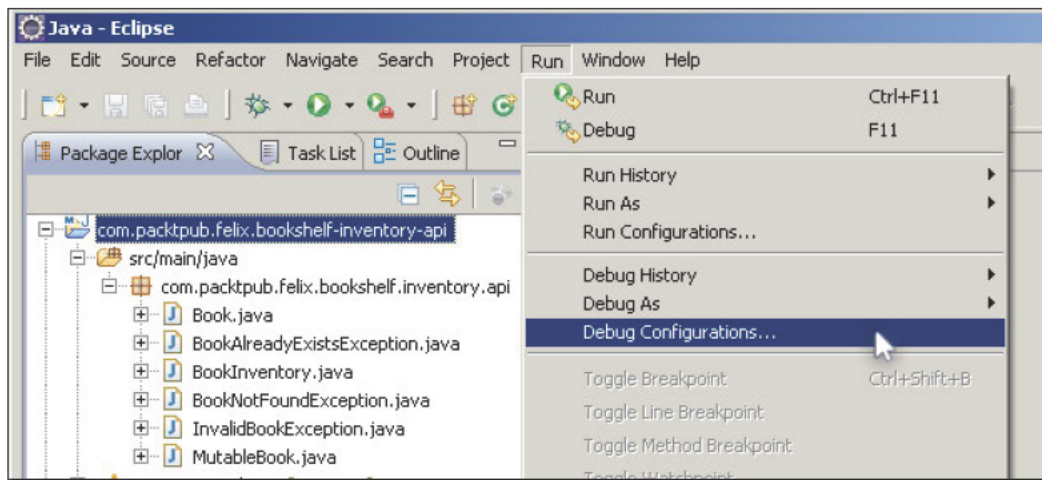 Java - Eclipse
File Edit Source Refactor Navigate Search Project Run Window Help
Run Ctrl+F11
Debug F11
Package Explor Task List Outline
Run History
Run As
Run Configurations...
Debug History
Debug As
Debug Configurations...
Toggle Breakpoint Ctrl+Shift+B
Toggle Line Breakpoint
Toggle Method Breakpoint
Toggle Watchpoint
com.packtpub.felix.bookshelf-inventory-api
src/main/java
com.packtpub.felix.bookshelf.inventory.api
Book.java
BookAlreadyExistsException.java
BookInventory.java
BookNotFoundException.java
InvalidBookException.java
MutableBook.java